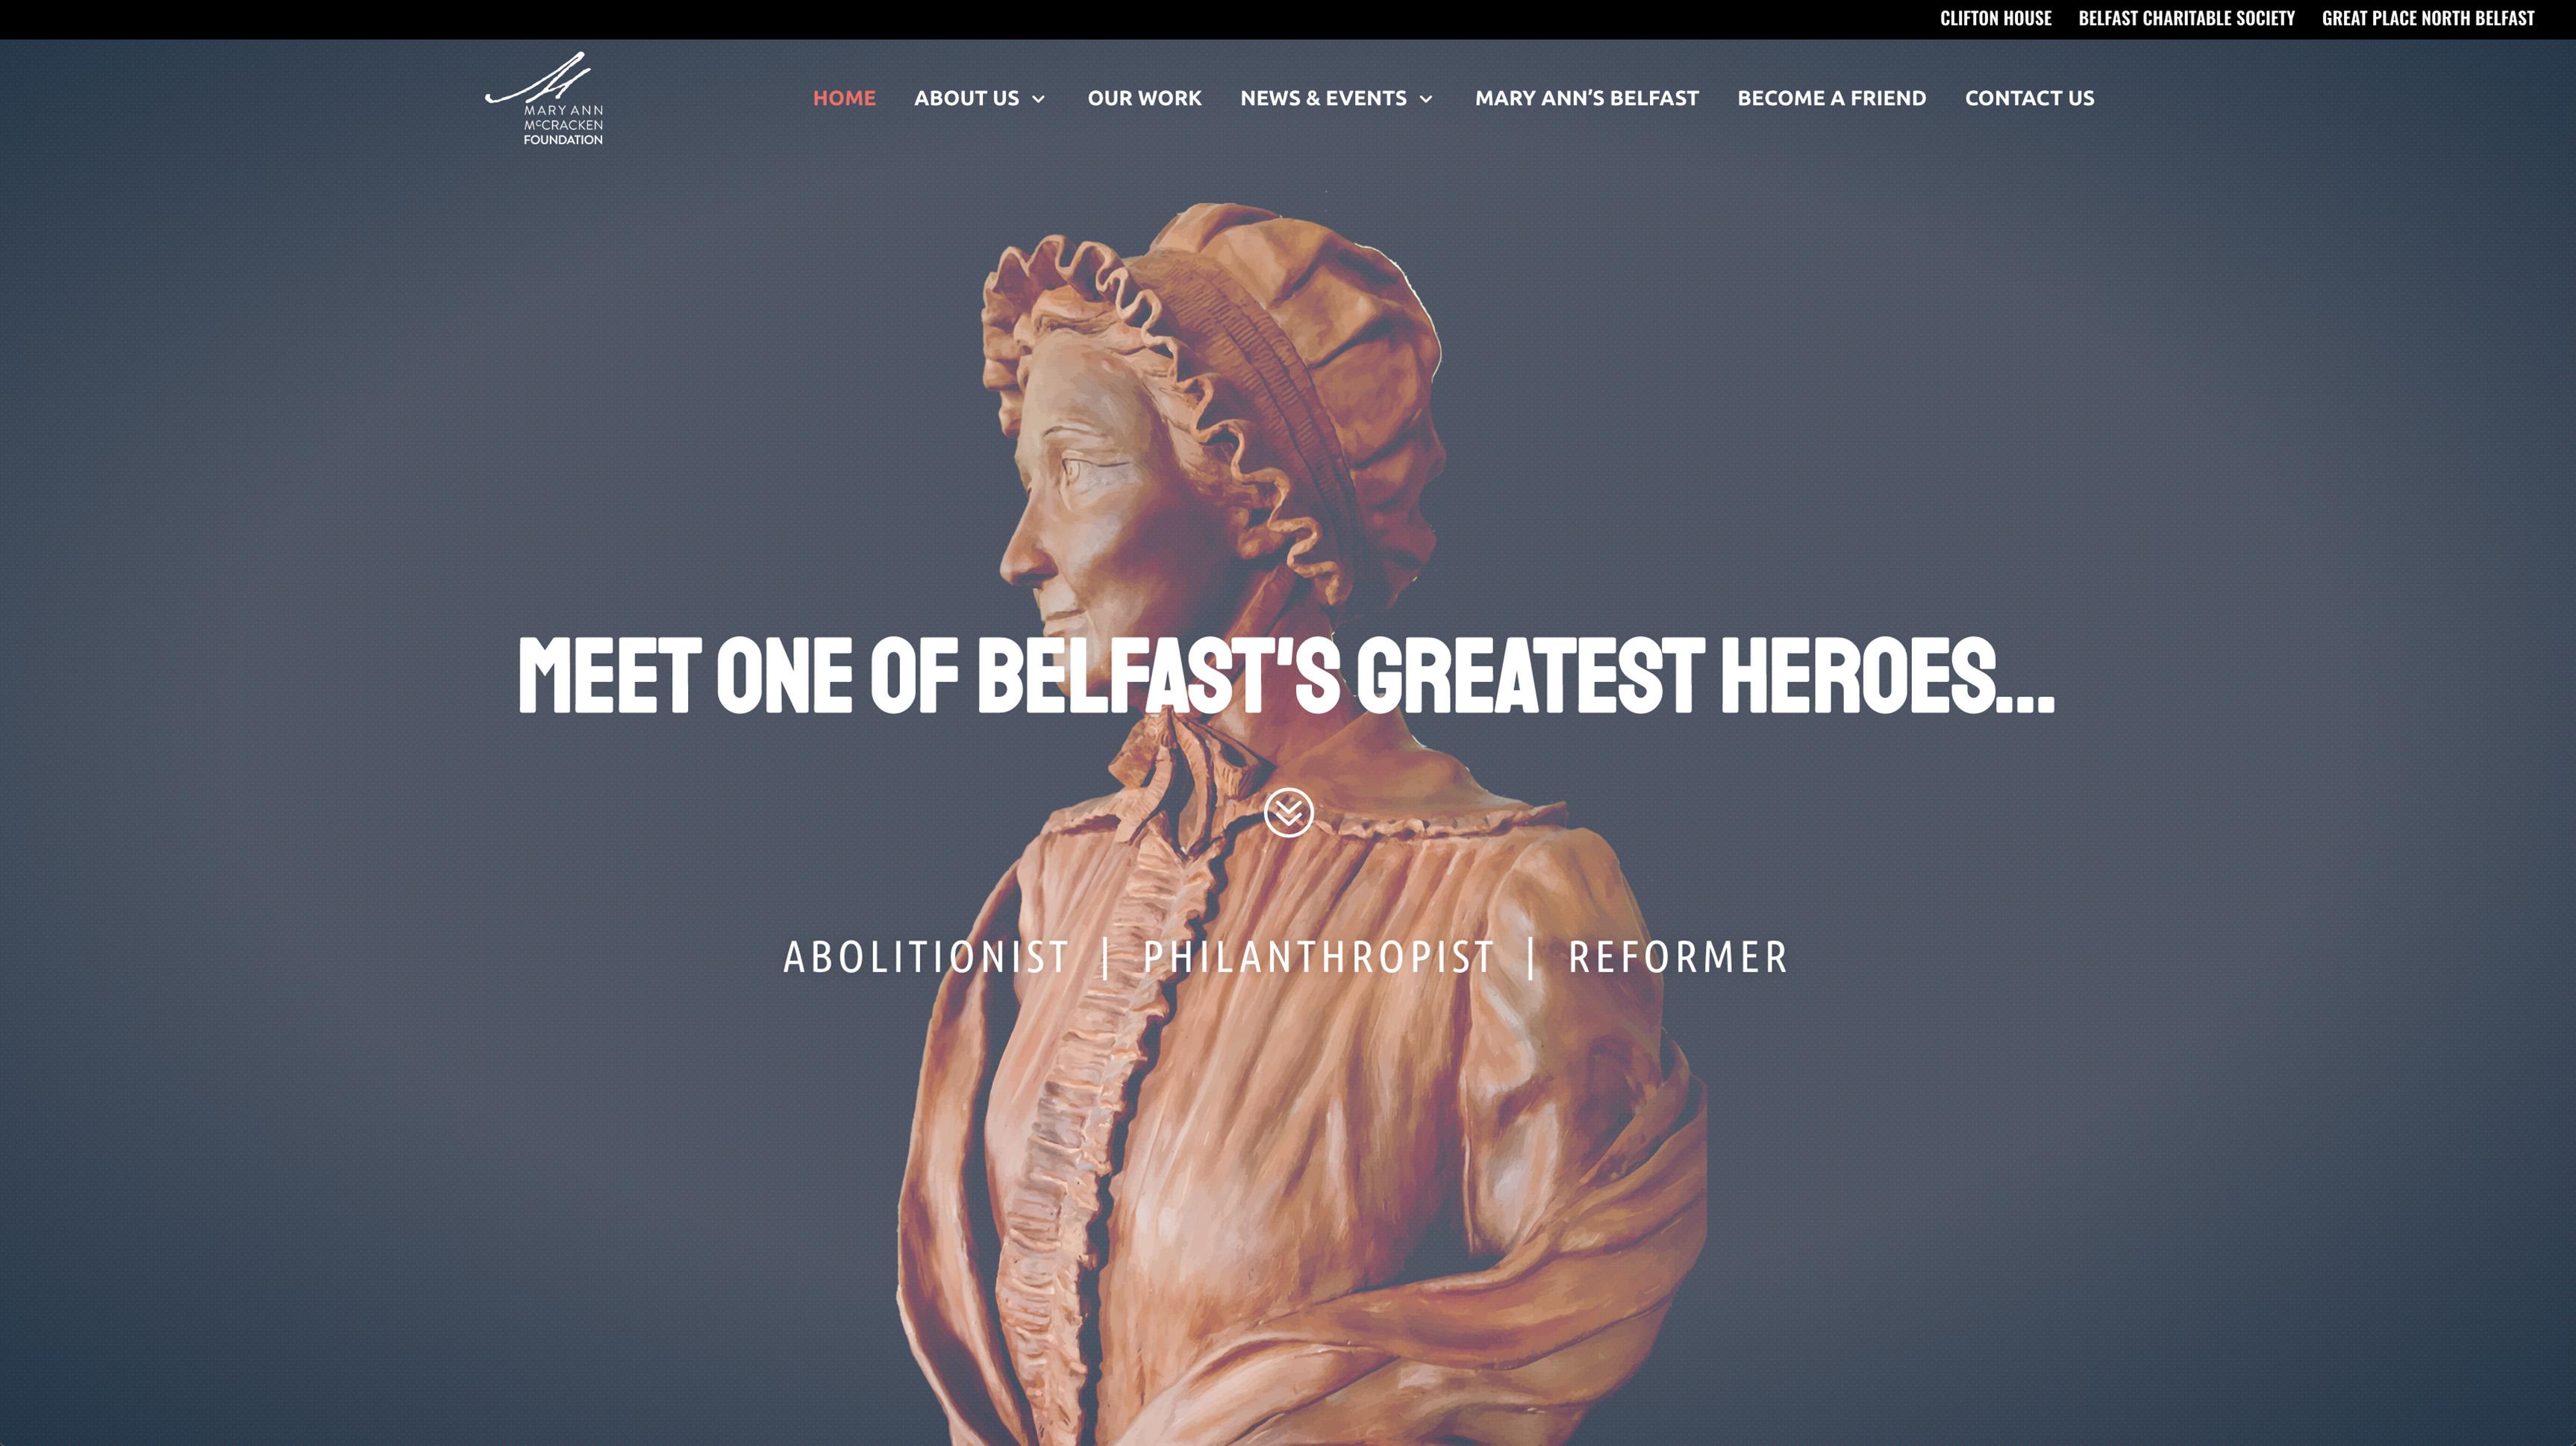 CLIFTON HOUSE BELFAST CHARITABLE SOCIETY GREAT PLACE NORTH BELFAST
MARY ANN
McCRACKEN
FOUNDATION
HOME ABOUT US OUR WORK NEWS & EVENTS MARY ANN’S BELFAST BECOME A FRIEND CONTACT US
MEET ONE OF BELFAST'S GREATEST HEROES...
ABOLITIONIST | PHILANTHROPIST | REFORMER